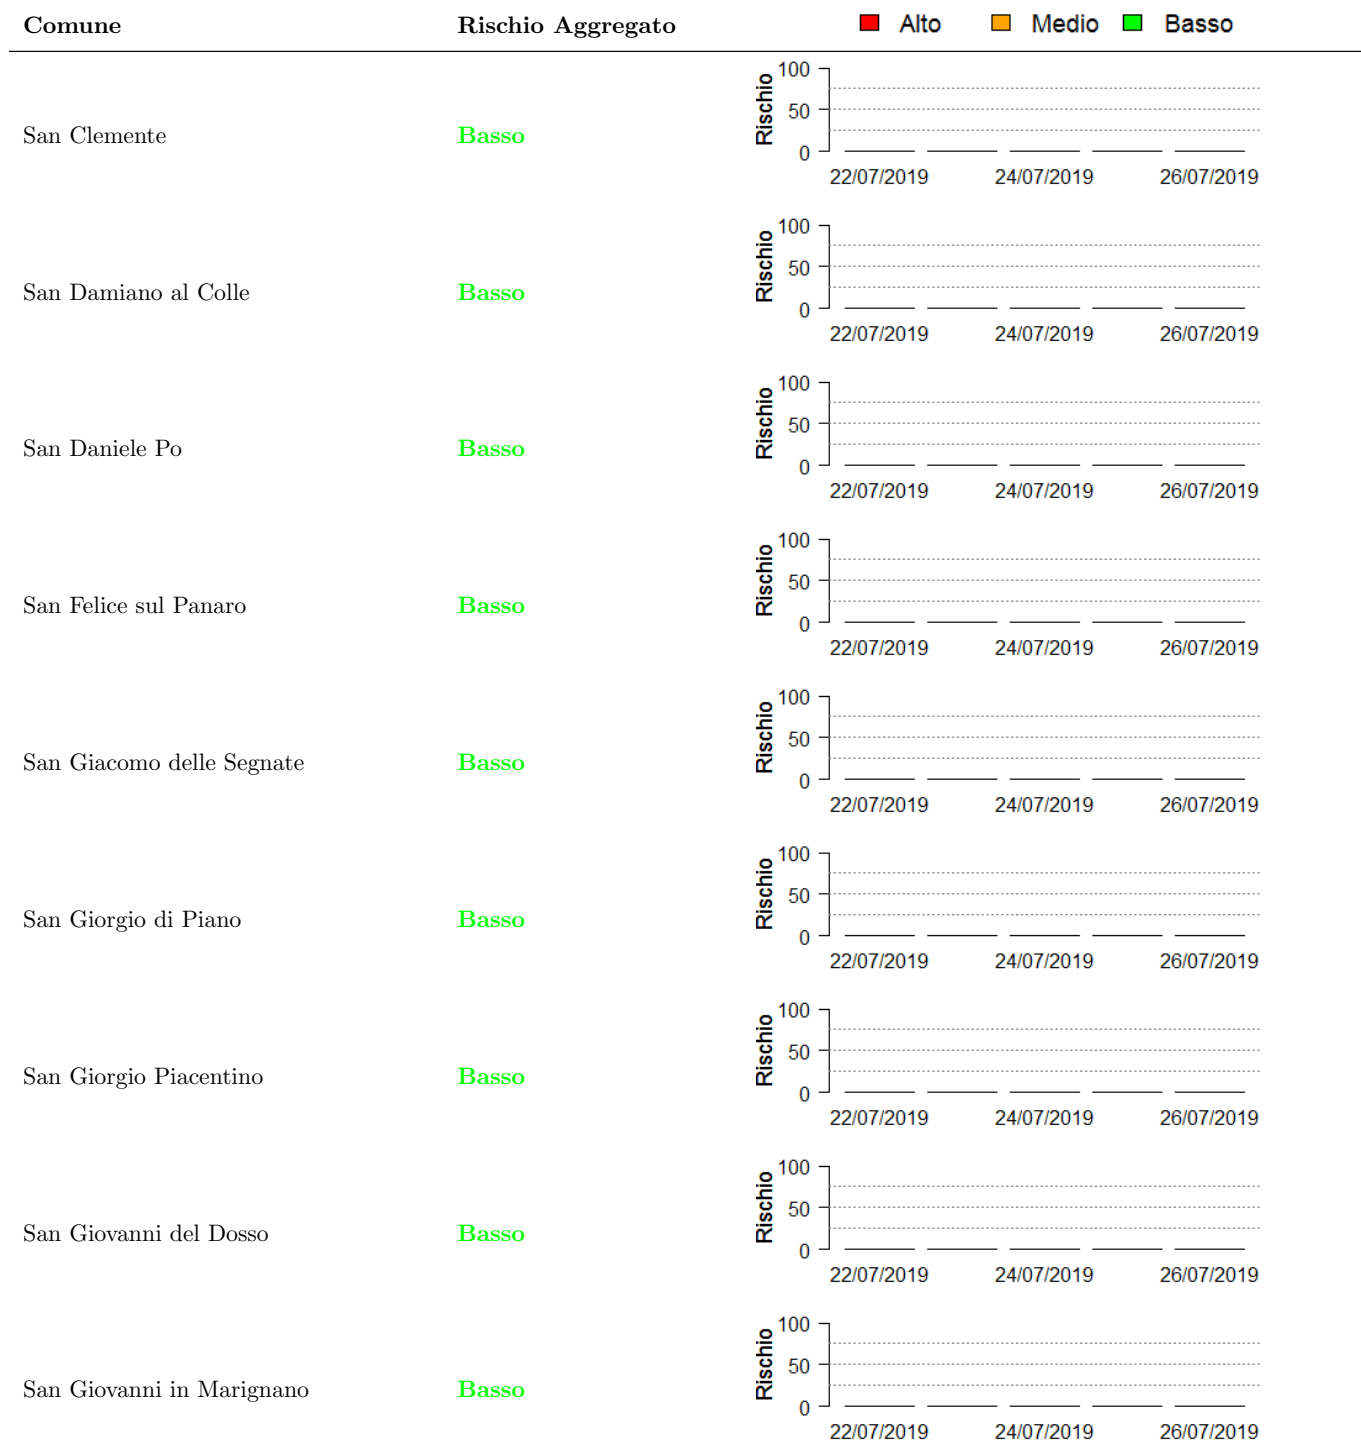 Comune Rischio Aggregato Alto Medio Basso
100
50
0
Rischio
San Clemente Basso
22/07/2019 24/07/2019 26/07/2019
100
50
0
Rischio
San Damiano al Colle Basso
22/07/2019 24/07/2019 26/07/2019
100
50
0
Rischio
San Daniele Po Basso
22/07/2019 24/07/2019 26/07/2019
100
50
0
Rischio
San Felice sul Panaro Basso
22/07/2019 24/07/2019 26/07/2019
100
50
0
Rischio
San Giacomo delle Segnate Basso
22/07/2019 24/07/2019 26/07/2019
100
50
0
Rischio
San Giorgio di Piano Basso
22/07/2019 24/07/2019 26/07/2019
100
50
0
Rischio
San Giorgio Piacentino Basso
22/07/2019 24/07/2019 26/07/2019
100
50
0
Rischio
San Giovanni del Dosso Basso
22/07/2019 24/07/2019 26/07/2019
100
50
0
Rischio
San Giovanni in Marignano Basso
22/07/2019 24/07/2019 26/07/2019